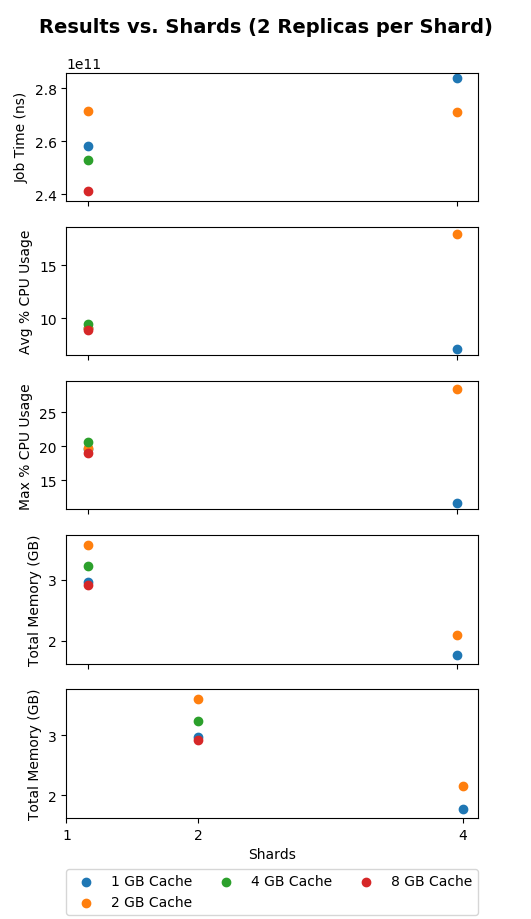 Results vs. Shards (2 Replicas per Shard)
1e11
2.8
2.6
2.4
Job Time (ns)
15
10
Avg % CPU Usage
25
20
15
Max % CPU Usage
3
2
Total Memory (GB)
3
2
Total Memory (GB)
1 2 4
Shards
1 GB Cache 4 GB Cache 8 GB Cache
2 GB Cache